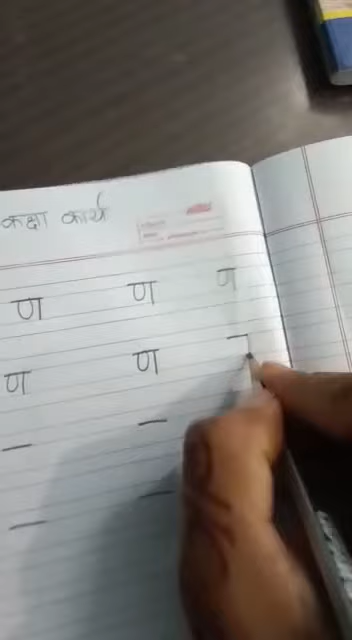 कक्षा कार्य
ण ण ण
ण ण